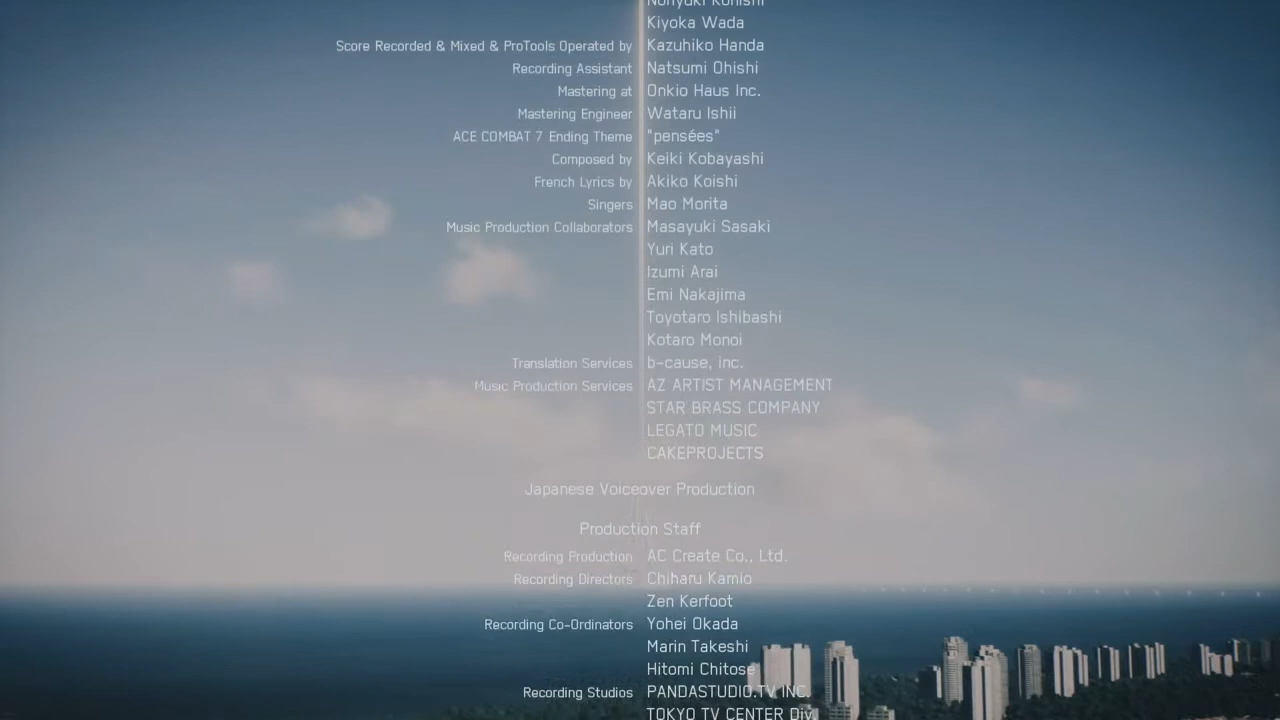 Noriyuki Konishi
Kiyoka Wada
Score Recorded & Mixed & ProTools Operated by Kazuhiko Handa
Recording Assistant Natsumi Ohishi
Mastering at Onkio Haus Inc.
Mastering Engineer Wataru Ishii
ACE COMBAT 7 Ending Theme "pensées"
Composed by Keiki Kobayashi
French Lyrics by Akiko Koishi
Singers Mao Morita
Music Production Collaborators Masayuki Sasaki
Yuri Kato
Izumi Arai
Emi Nakajima
Toyotaro Ishibashi
Kotaro Monoi
Translation Services b-cause, inc.
Music Production Services AZ ARTIST MANAGEMENT
STAR BRASS COMPANY
LEGATO MUSIC
CAKEPROJECTS
Japanese Voiceover Production
Production Staff
Recording Production AC Create Co., Ltd.
Recording Directors Chiharu Kamio
Zen Kerfoot
Recording Co-Ordinators Yohei Okada
Marin Takeshi
Hitomi Chitose
Recording Studios PANDASTUDIO.TV INC.
TOKYO TV CENTER Div.